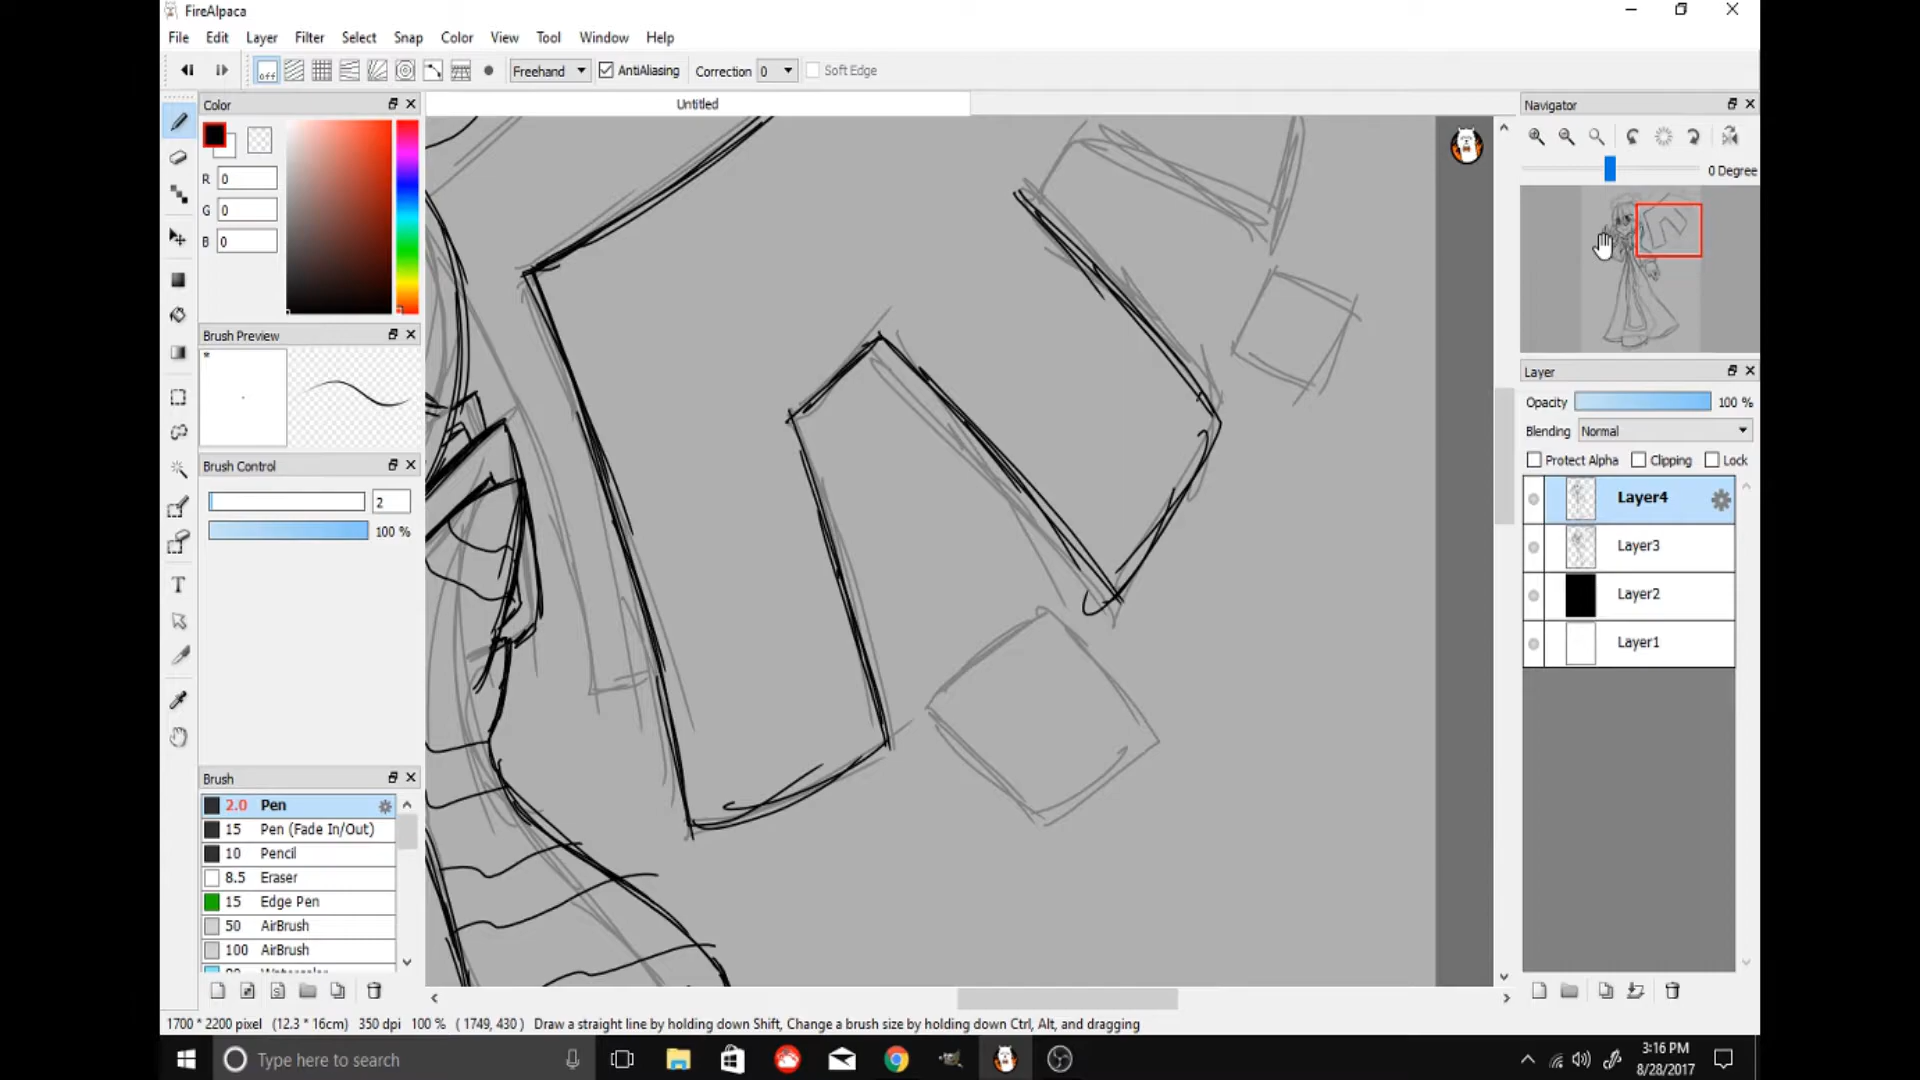 FireAlpaca
File Edit Layer Filter Select Snap Color View Tool Window Help
off Freehand AntiAliasing Correction 0 Soft Edge
Color
Untitled
Navigator
R 0
G 0
B 0
0 Degree
Brush Preview
Layer
Opacity 100 %
Blending Normal
Protect Alpha Clipping Lock
Brush Control
2
100 %
Layer4
Layer3
Layer2
Layer1
Brush
2.0 Pen
15 Pen (Fade In/Out)
10 Pencil
8.5 Eraser
15 Edge Pen
50 AirBrush
100 AirBrush
1700 * 2200 pixel (12.3 * 16cm) 350 dpi 100 % ( 1749, 430 ) Draw a straight line by holding down Shift, Change a brush size by holding down Ctrl, Alt, and dragging
Type here to search
3:16 PM
8/28/2017